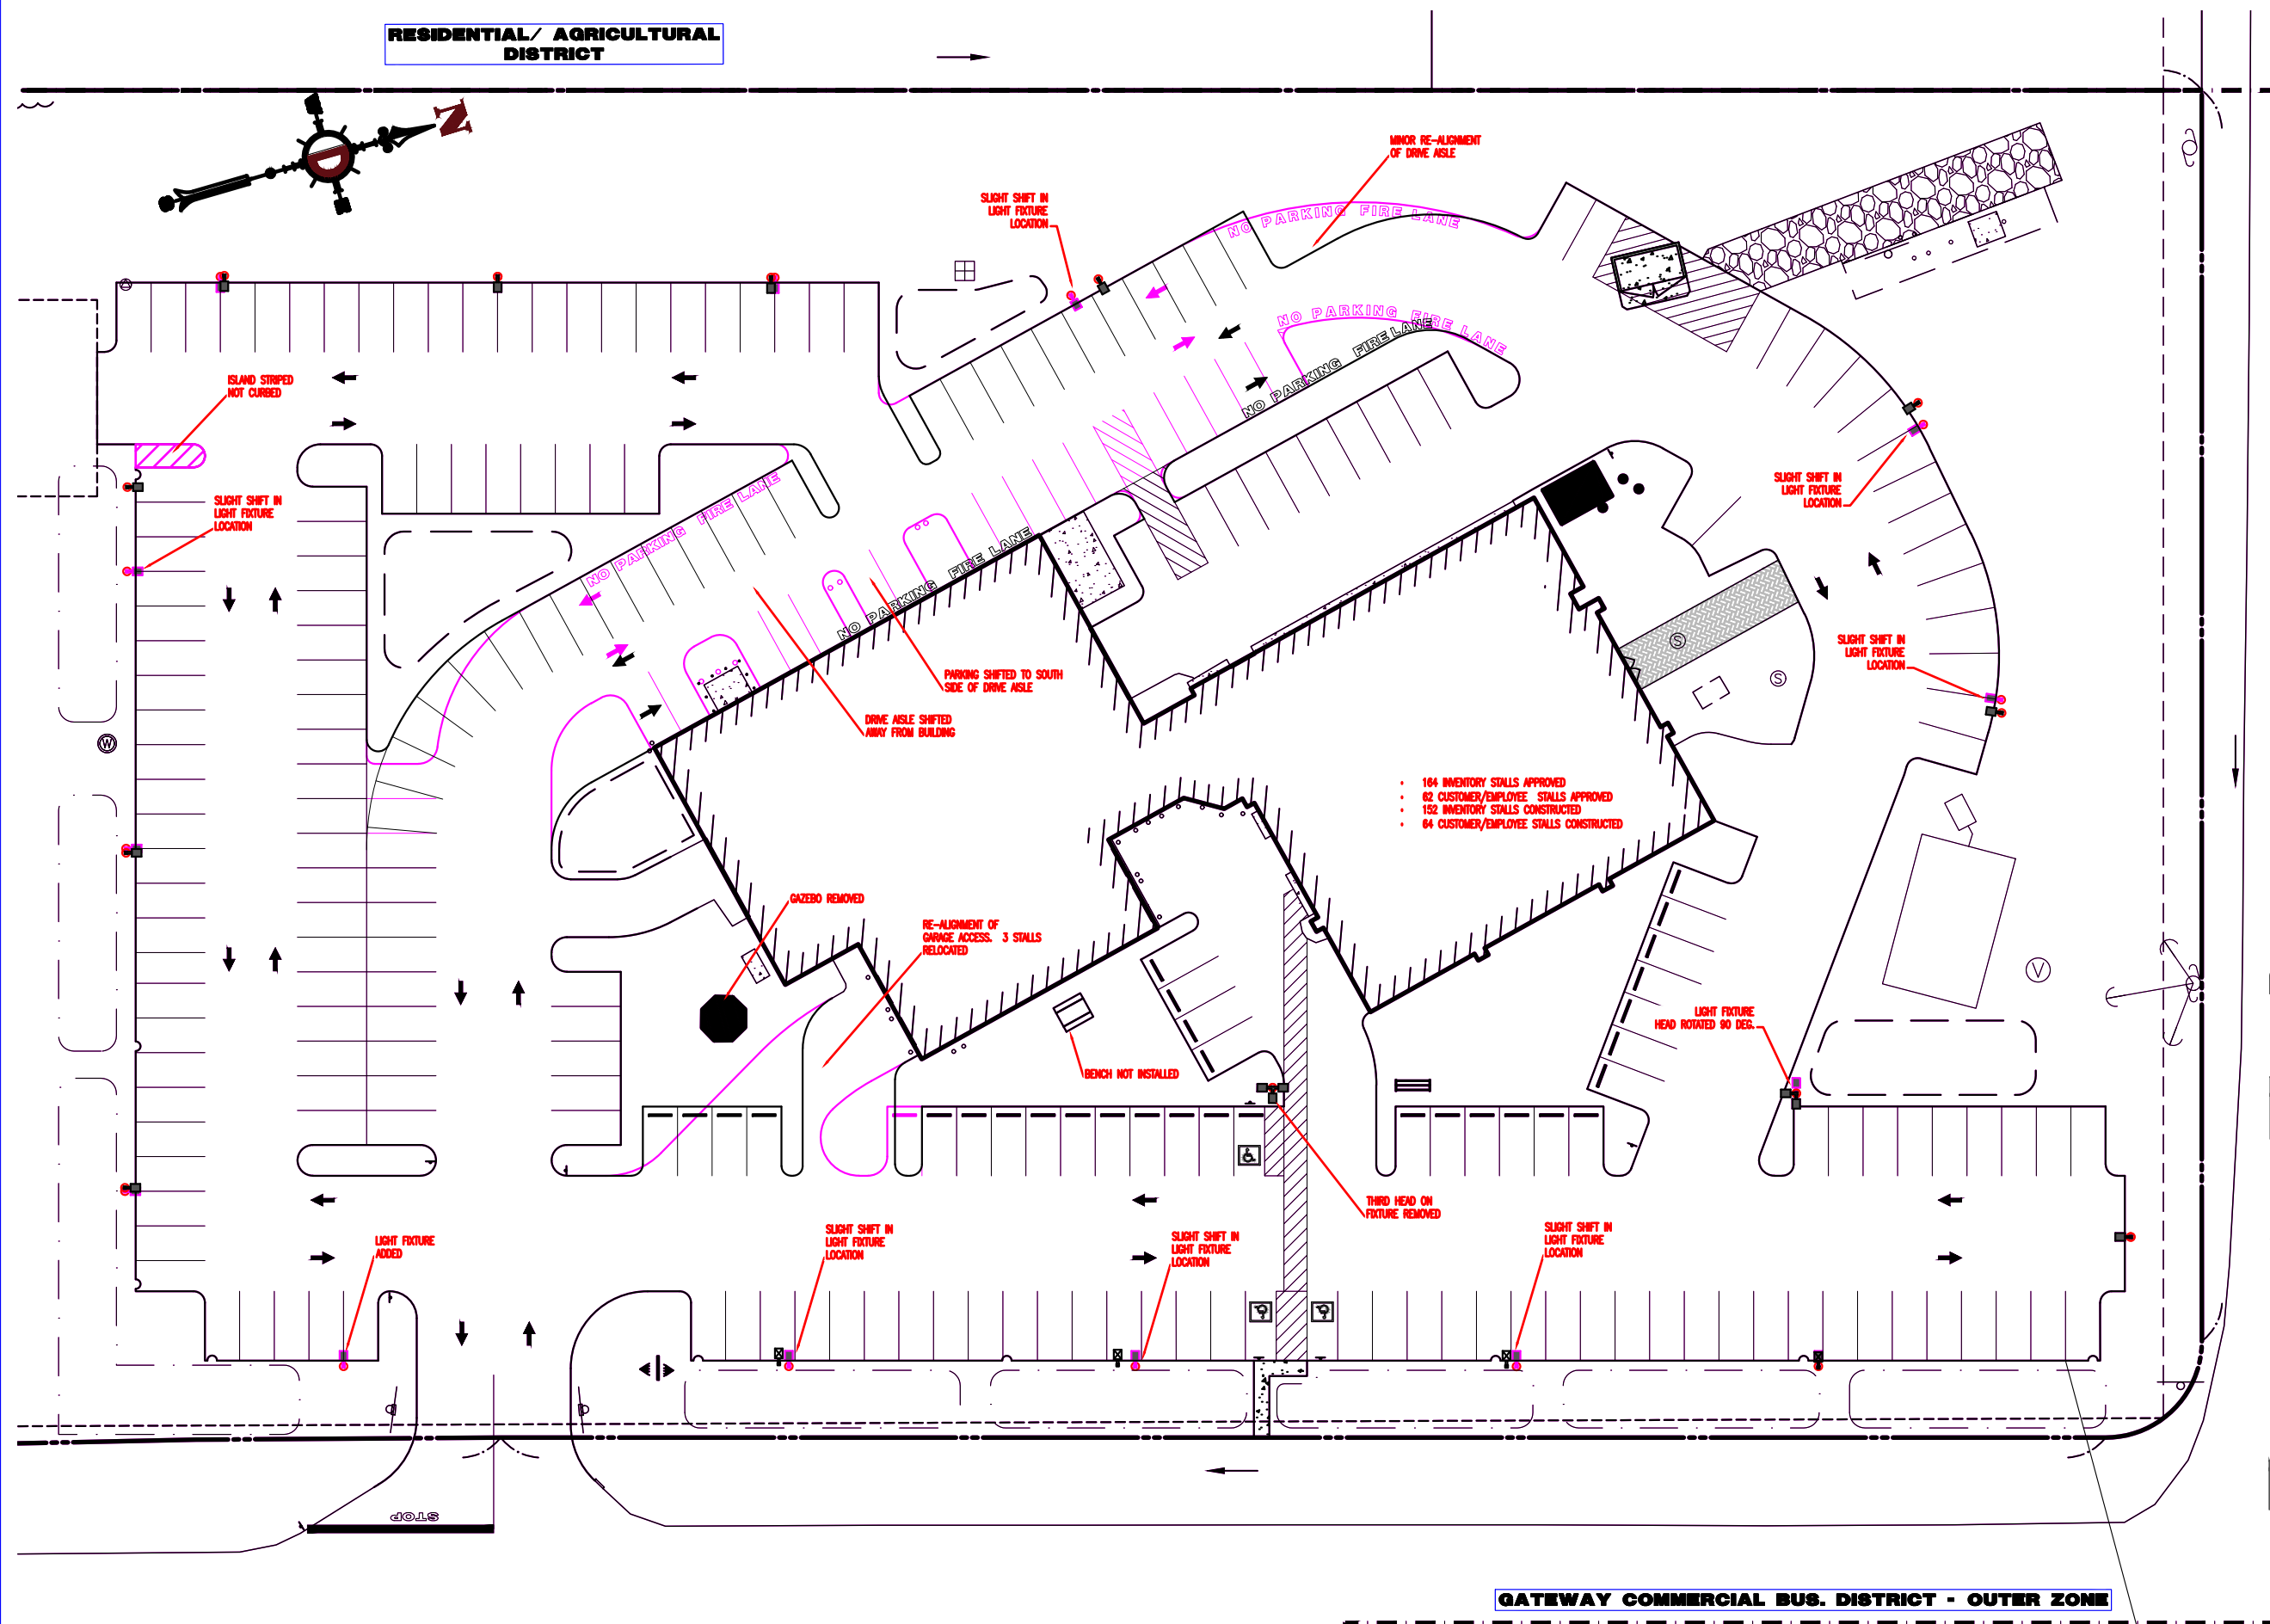 RESIDENTIAL/ AGRICULTURAL
DISTRICT
N
D
MINOR RE-ALIGNMENT
OF DRIVE AISLE
SLIGHT SHIFT IN
LIGHT FIXTURE
LOCATION
NO PARKING FIRE LANE
NO PARKING FIRE LANE
NO PARKING FIRE LANE
ISLAND STRIPED
NOT CURBED
SLIGHT SHIFT IN
LIGHT FIXTURE
LOCATION
NO PARKING FIRE LANE
NO PARKING FIRE LANE
SLIGHT SHIFT IN
LIGHT FIXTURE
LOCATION
S
SLIGHT SHIFT IN
LIGHT FIXTURE
LOCATION
S
PARKING SHIFTED TO SOUTH
SIDE OF DRIVE AISLE
DRIVE AISLE SHIFTED
AWAY FROM BUILDING
W
• 164 INVENTORY STALLS APPROVED
• 62 CUSTOMER/EMPLOYEE STALLS APPROVED
• 152 INVENTORY STALLS CONSTRUCTED
• 64 CUSTOMER/EMPLOYEE STALLS CONSTRUCTED
GAZEBO REMOVED
RE-ALIGNMENT OF
GARAGE ACCESS. 3 STALLS
RELOCATED
V
LIGHT FIXTURE
HEAD ROTATED 90 DEG.
BENCH NOT INSTALLED
THIRD HEAD ON
FIXTURE REMOVED
LIGHT FIXTURE
ADDED
SLIGHT SHIFT IN
LIGHT FIXTURE
LOCATION
SLIGHT SHIFT IN
LIGHT FIXTURE
LOCATION
SLIGHT SHIFT IN
LIGHT FIXTURE
LOCATION
STOP
GATEWAY COMMERCIAL BUS. DISTRICT - OUTER ZONE